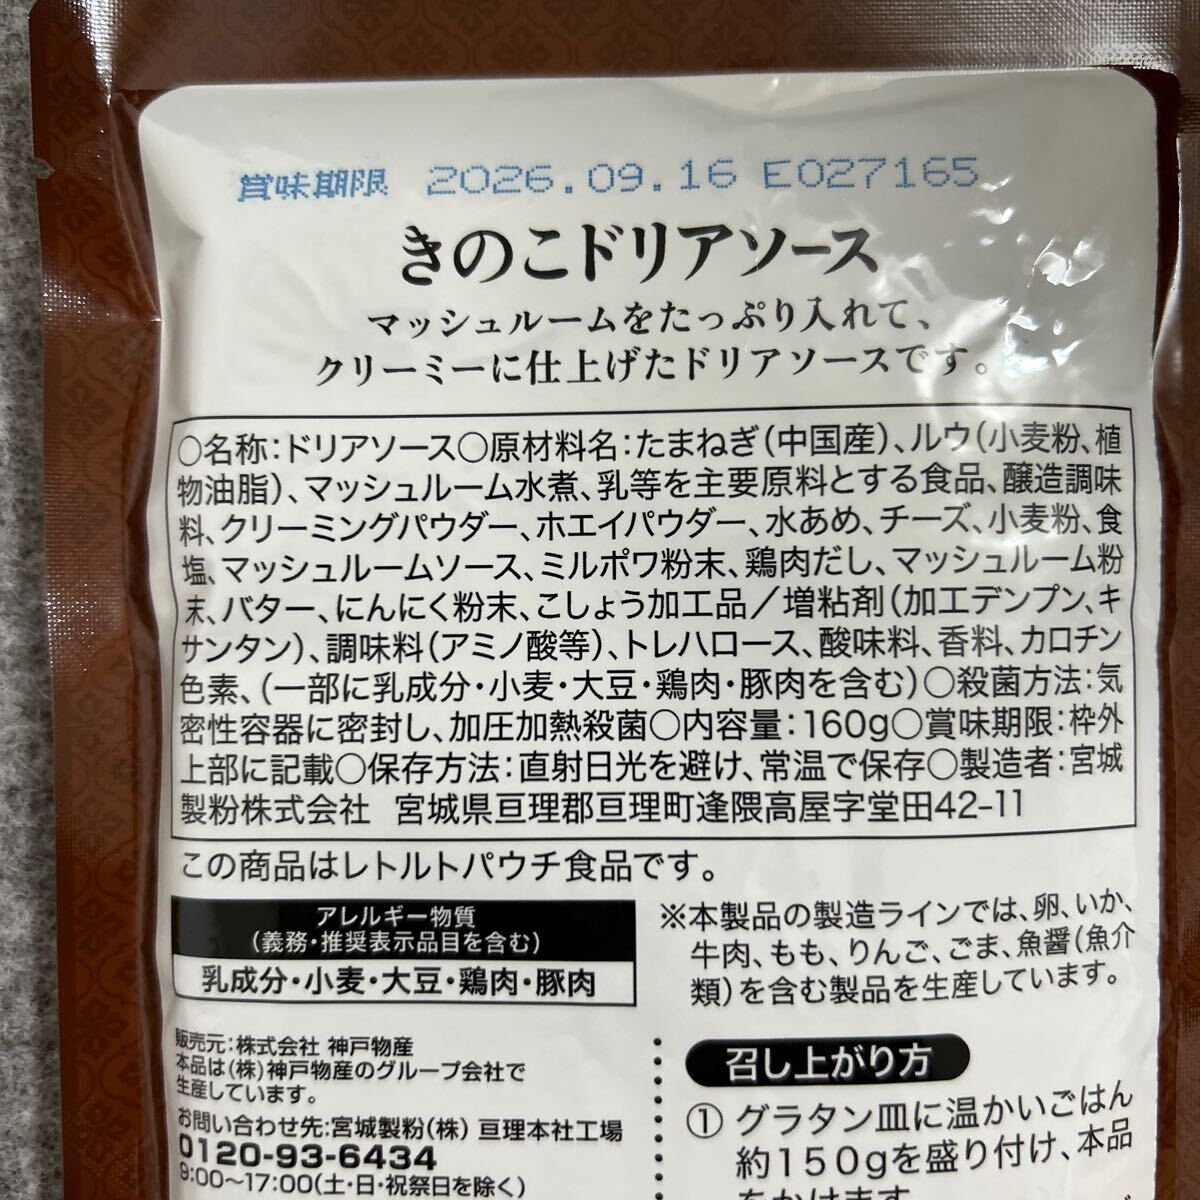 賞味期限 2026.09.16 E027165
きのこドリアソース
マッシュルームをたっぷり入れて、
クリーミーに仕上げたドリアソースです。
○名称:ドリアソース○原材料名:たまねぎ(中国産)、ルウ(小麦粉、植
物油脂)、マッシュルーム水煮、乳等を主要原料とする食品、醸造調味
料、クリーミングパウダー、ホエイパウダー、水あめ、チーズ、小麦粉、食
塩、マッシュルームソース、ミルポワ粉末、鶏肉だし、マッシュルーム粉
末、バター、にんにく粉末、こしょう加工品/増粘剤(加工デンプン、キ
サンタン)、調味料(アミノ酸等)、トレハロース、酸味料、香料、カロチン
色素、(一部に乳成分・小麦・大豆・鶏肉・豚肉を含む)○殺菌方法:気
密性容器に密封し、加圧加熱殺菌○内容量:160g○賞味期限:枠外
上部に記載○保存方法:直射日光を避け、常温で保存○製造者:宮城
製粉株式会社 宮城県亘理郡亘理町逢隈高屋字堂田42-11
この商品はレトルトパウチ食品です。
アレルギー物質
(義務・推奨表示品目を含む)
乳成分・小麦・大豆・鶏肉・豚肉
※本製品の製造ラインでは、卵、いか、
牛肉、もも、りんご、ごま、魚醤(魚介
類)を含む製品を生産しています。
販売元:株式会社 神戸物産
本品は(株)神戸物産のグループ会社で
生産しています。
お問い合わせ先:宮城製粉(株) 亘理本社工場
0120-93-6434
9:00〜17:00(土・日・祝祭日を除く)
召し上がり方
① グラタン皿に温かいごはん
約150gを盛り付け、本品
をかけます